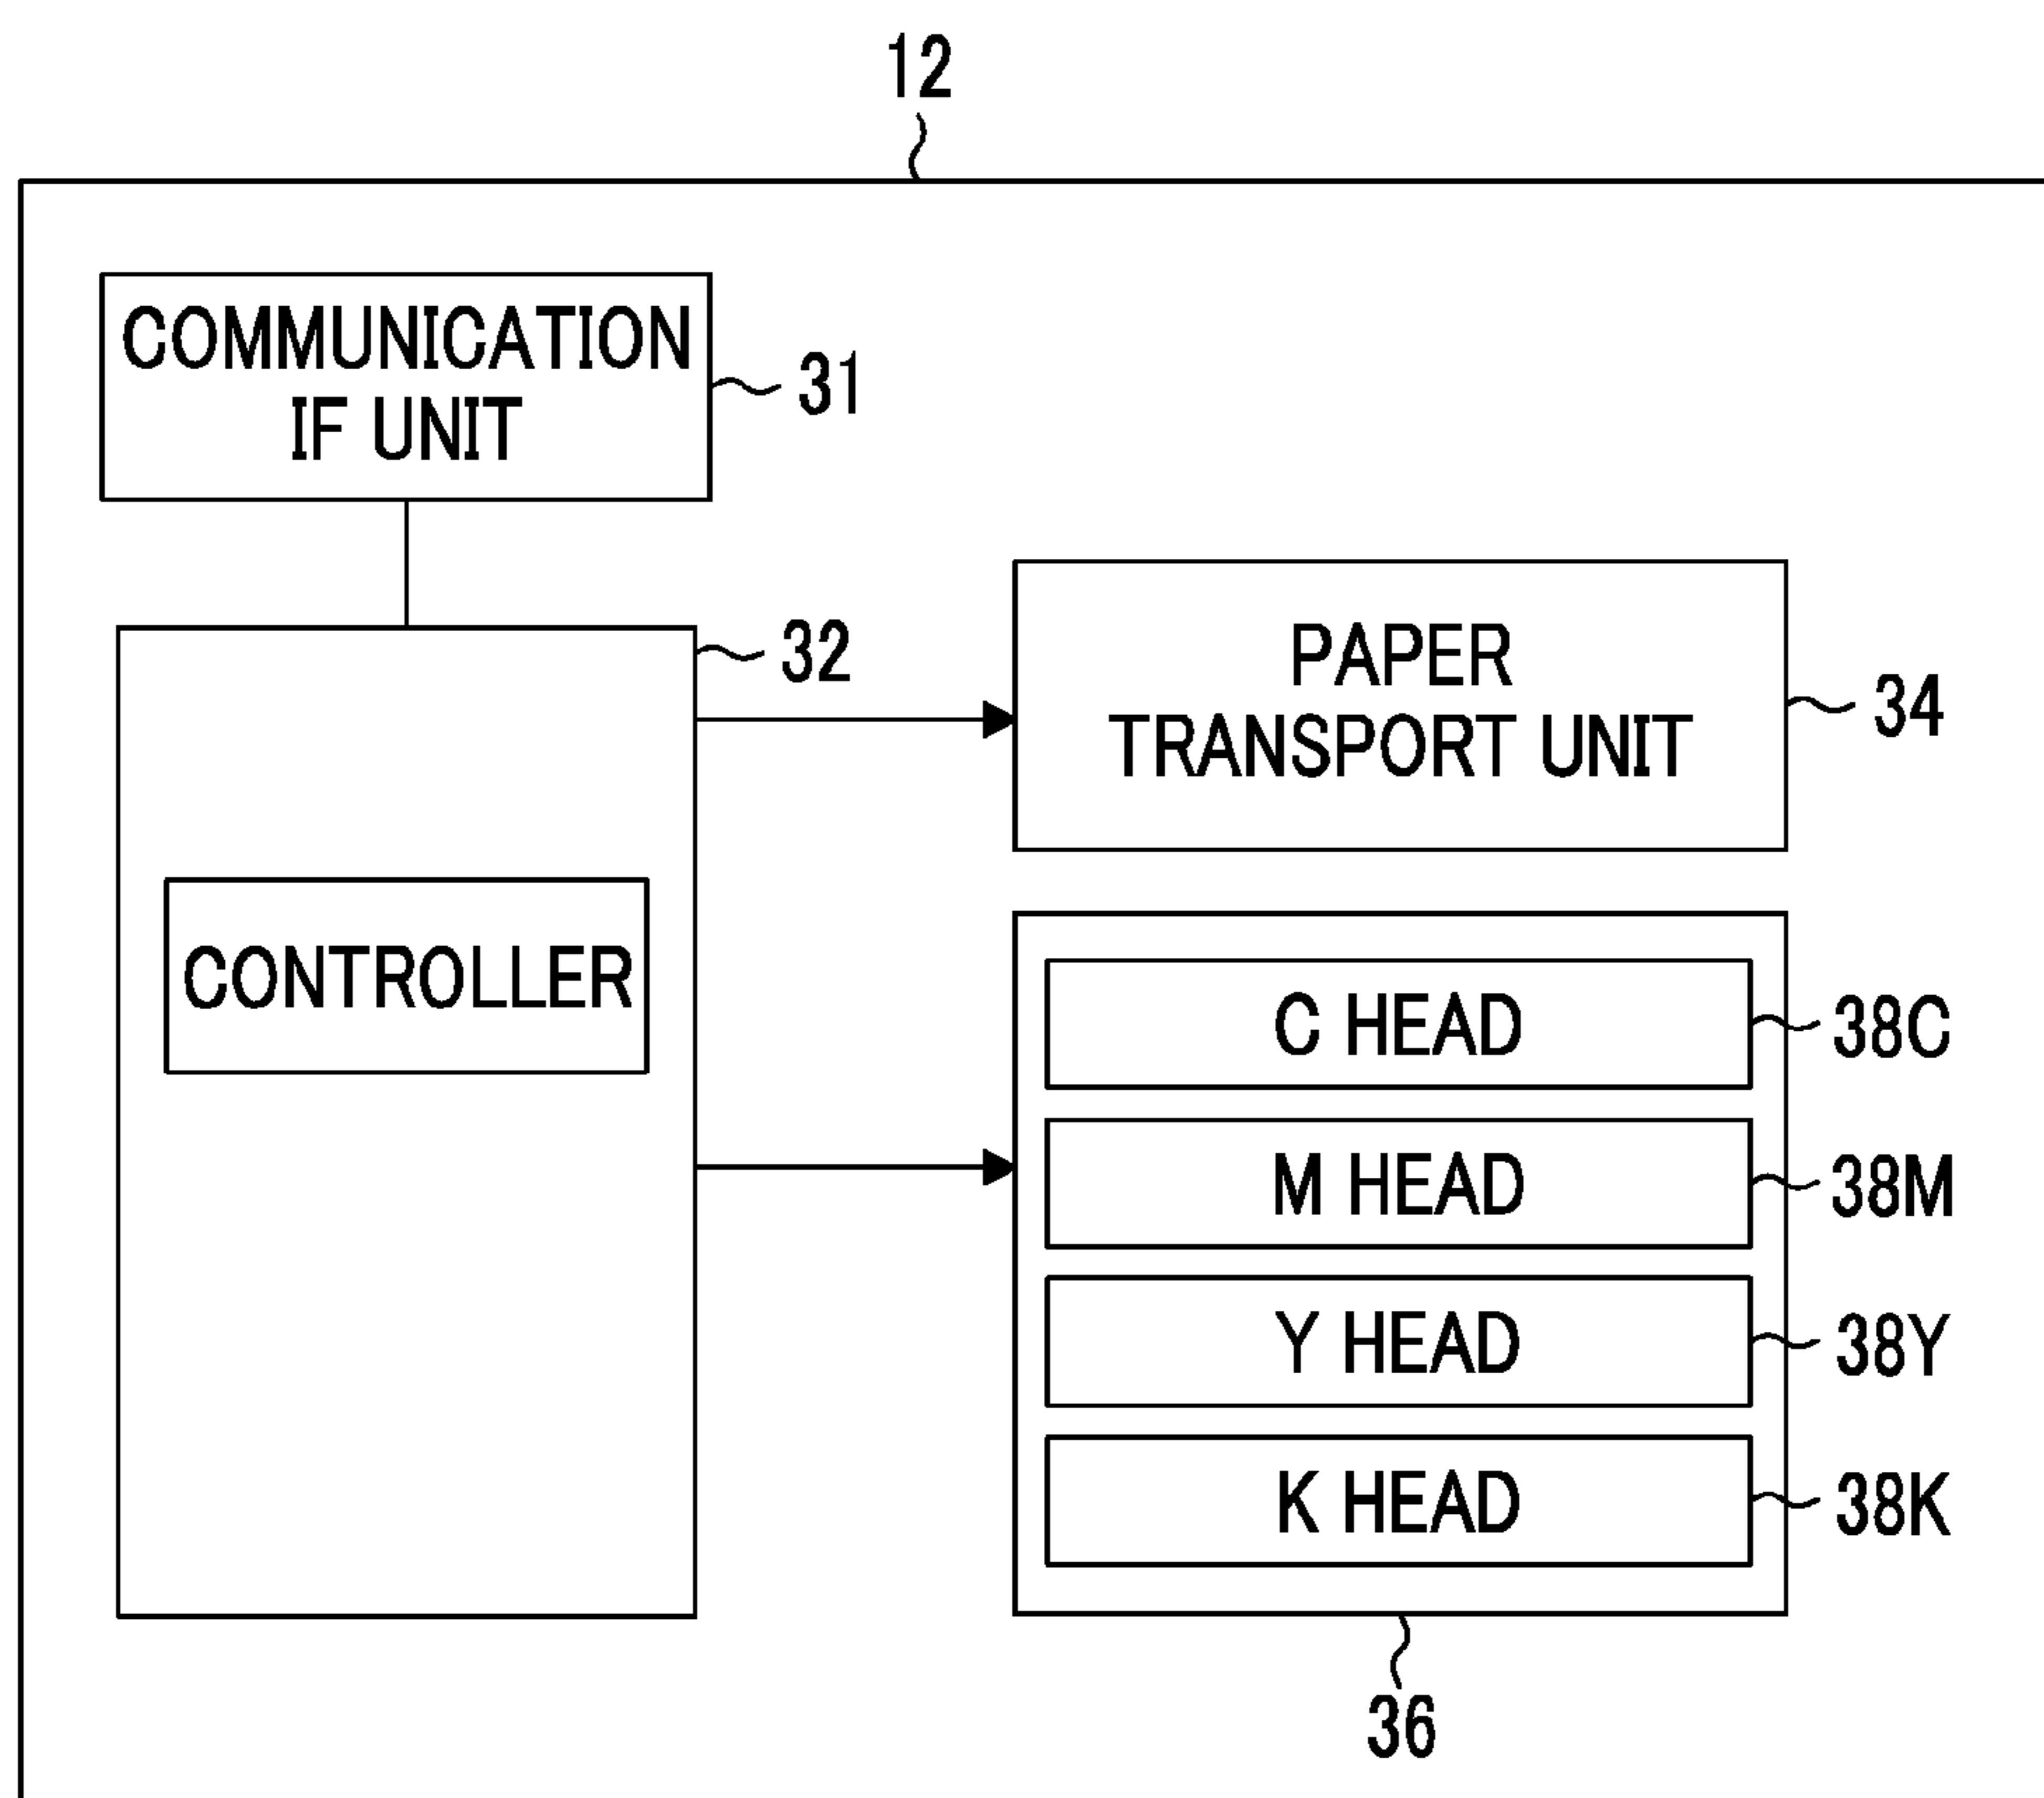 12
COMMUNICATION
IF UNIT
31
32
PAPER
TRANSPORT UNIT
34
CONTROLLER
C HEAD
38C
M HEAD
38M
Y HEAD
38Y
K HEAD
38K
36